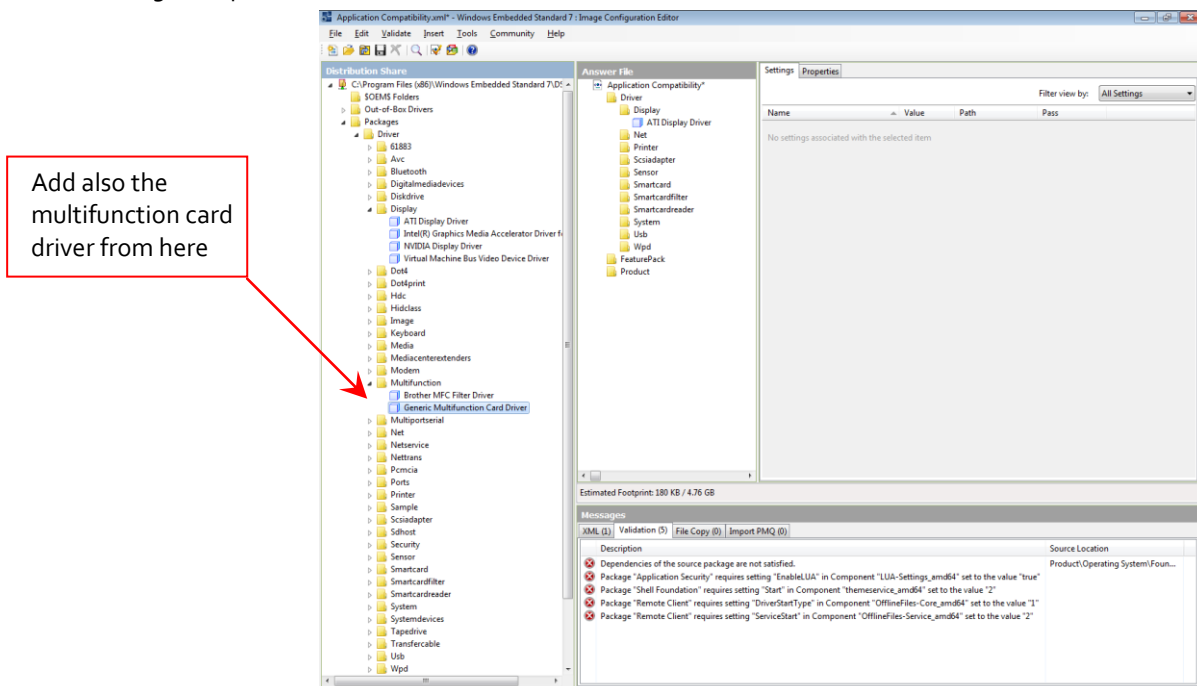 Application Compatibility.xml* - Windows Embedded Standard 7 : Image Configuration Editor
File Edit Validate Insert Tools Community Help
Distribution Share
C:\Program Files (x86)\Windows Embedded Standard 7\DS
$OEM$ Folders
Out-of-Box Drivers
Packages
Driver
61883
Avc
Bluetooth
Digitalmediadevices
Diskdrive
Display
ATI Display Driver
Intel(R) Graphics Media Accelerator Driver f
NVIDIA Display Driver
Virtual Machine Bus Video Device Driver
Dot4
Dot4print
Hdc
Hidclass
Image
Keyboard
Media
Mediacenterextenders
Modem
Multifunction
Brother MFC Filter Driver
Generic Multifunction Card Driver
Multiportserial
Net
Netservice
Nettrans
Pcmcia
Ports
Printer
Sample
Scsiadapter
Sdhost
Security
Sensor
Smartcard
Smartcardfilter
Smartcardreader
System
Systemdevices
Tapedrive
Transfercable
Usb
Wpd
Add also the
multifunction card
driver from here
Answer File
Application Compatibility*
Driver
Display
ATI Display Driver
Net
Printer
Scsiadapter
Sensor
Smartcard
Smartcardfilter
Smartcardreader
System
Usb
Wpd
FeaturePack
Product
Estimated Footprint: 180 KB / 4.76 GB
Settings Properties
Filter view by: All Settings
Name Value Path Pass
No settings associated with the selected item
Messages
XML (1) Validation (5) File Copy (0) Import PMQ (0)
Description Source Location
Dependencies of the source package are not satisfied. Product\Operating System\Foun...
Package "Application Security" requires setting "EnableLUA" in Component "LUA-Settings_amd64" set to the value "true"
Package "Shell Foundation" requires setting "Start" in Component "themeservice_amd64" set to the value "2"
Package "Remote Client" requires setting "DriverStartType" in Component "OfflineFiles-Core_amd64" set to the value "1"
Package "Remote Client" requires setting "ServiceStart" in Component "OfflineFiles-Service_amd64" set to the value "2"